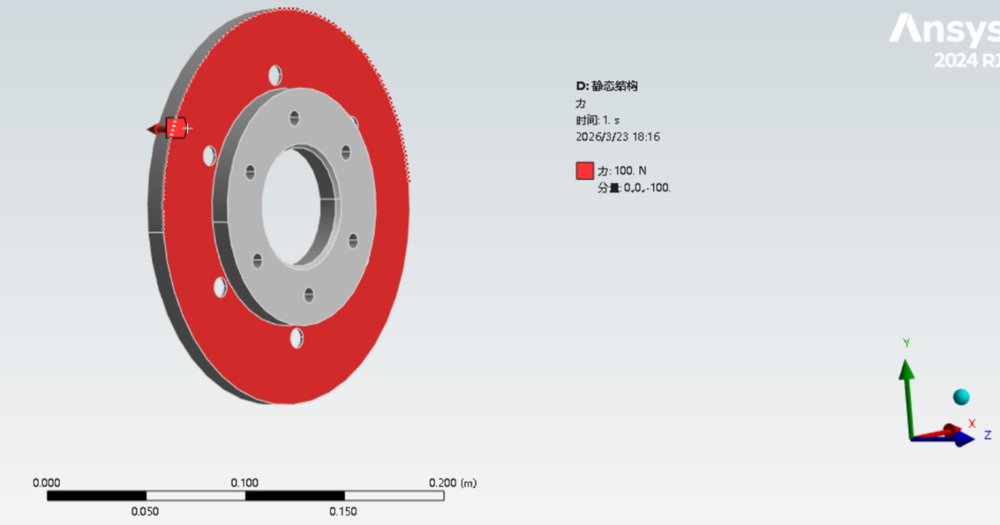 Ansys
2024 R1
D: 静态结构
力
时间: 1. s
2026/3/23 18:16
力: 100. N
分量: 0.,0.,-100.
Y
X
Z
0.000 0.100 0.200 (m)
0.050 0.150